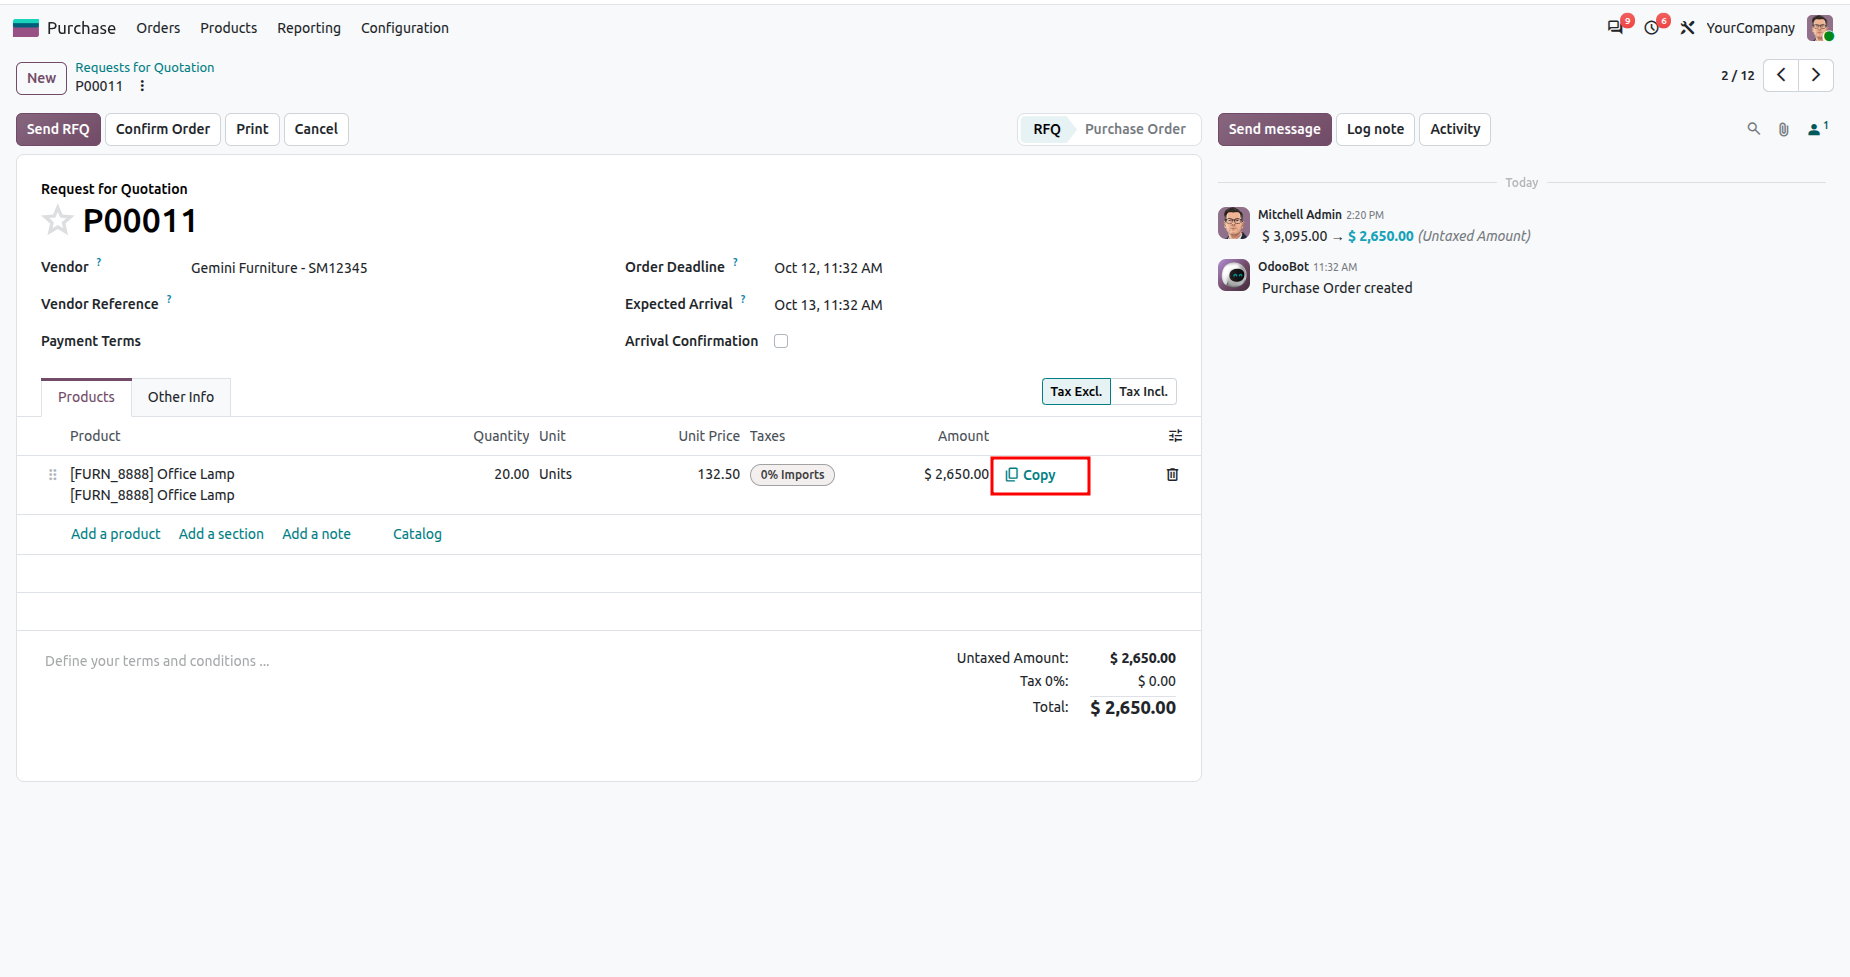 Purchase Orders Products Reporting Configuration 9 6 YourCompany
New Requests for Quotation
P00011
2 / 12
Send RFQ Confirm Order Print Cancel RFQ Purchase Order Send message Log note Activity 1
Request for Quotation
P00011
Vendor ? Gemini Furniture - SM12345
Vendor Reference ?
Payment Terms
Order Deadline ? Oct 12, 11:32 AM
Expected Arrival ? Oct 13, 11:32 AM
Arrival Confirmation
Products Other Info Tax Excl. Tax Incl.
Product Quantity Unit Unit Price Taxes Amount
[FURN_8888] Office Lamp 20.00 Units 132.50 0% Imports $ 2,650.00 Copy
[FURN_8888] Office Lamp
Add a product Add a section Add a note Catalog
Define your terms and conditions ...
Untaxed Amount: $ 2,650.00
Tax 0%: $ 0.00
Total: $ 2,650.00
Today
Mitchell Admin 2:20 PM
$ 3,095.00 → $ 2,650.00 (Untaxed Amount)
OdooBot 11:32 AM
Purchase Order created